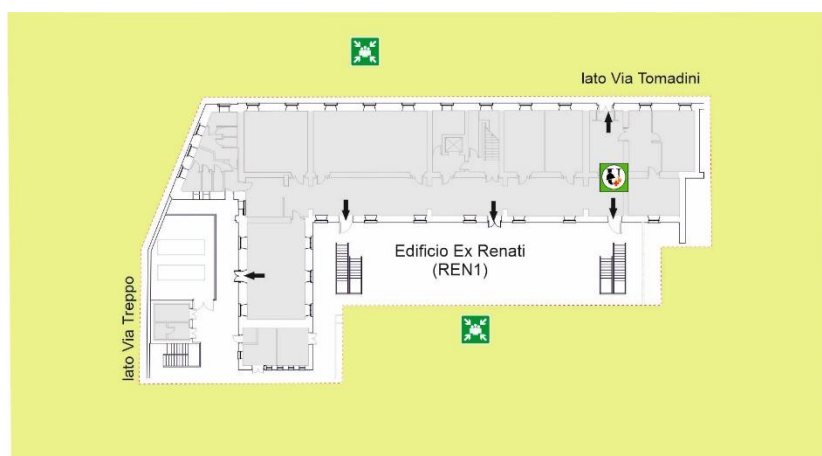 lato Via Tomadini
Edificio Ex Renati
(REN1)
lato Via Treppo